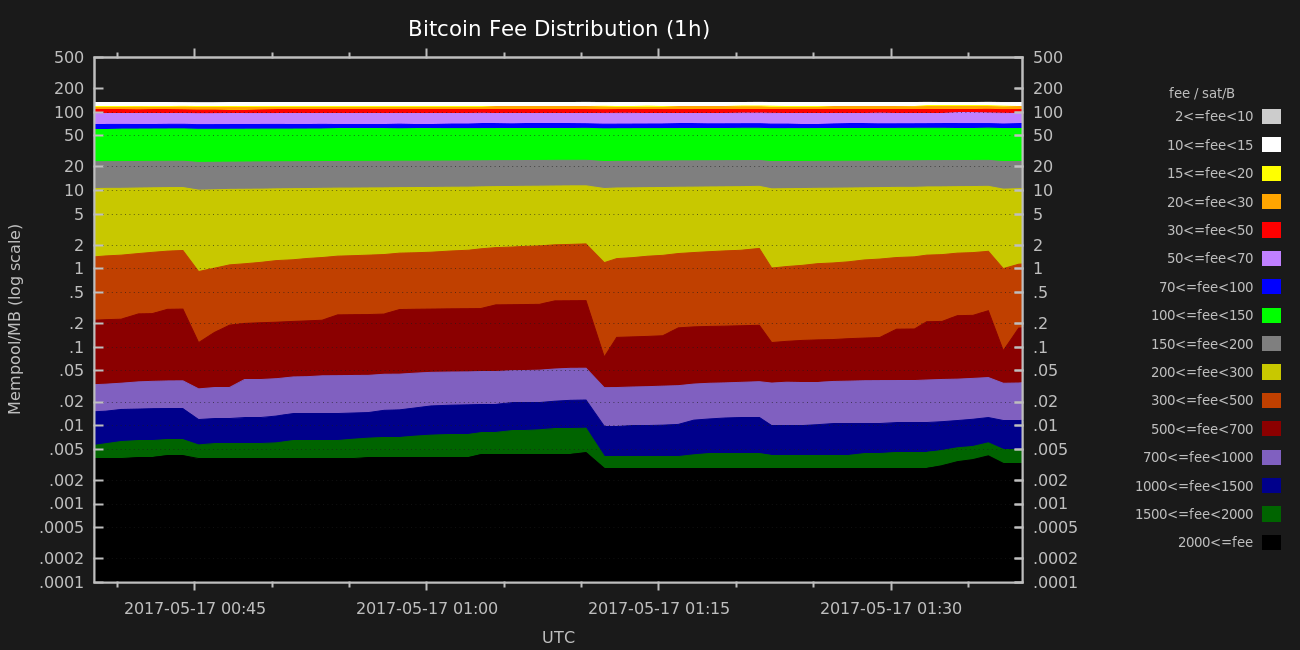 Bitcoin Fee Distribution (1h)
Mempool/MB (log scale)
500
200
100
50
20
10
5
2
1
.5
.2
.1
.05
.02
.01
.005
.002
.001
.0005
.0002
.0001
500
200
100
50
20
10
5
2
1
.5
.2
.1
.05
.02
.01
.005
.002
.001
.0005
.0002
.0001
2017-05-17 00:45
2017-05-17 01:00
2017-05-17 01:15
2017-05-17 01:30
UTC
fee / sat/B
2<=fee<10
10<=fee<15
15<=fee<20
20<=fee<30
30<=fee<50
50<=fee<70
70<=fee<100
100<=fee<150
150<=fee<200
200<=fee<300
300<=fee<500
500<=fee<700
700<=fee<1000
1000<=fee<1500
1500<=fee<2000
2000<=fee